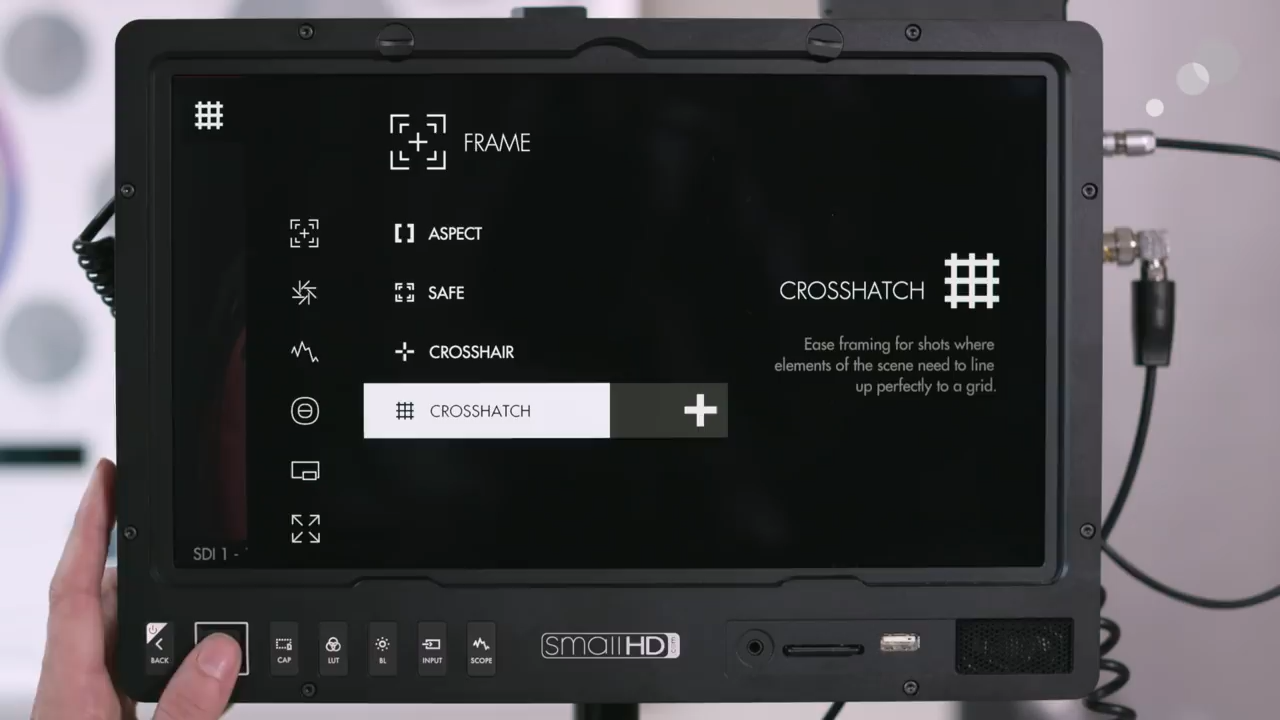 FRAME
ASPECT
SAFE
CROSSHAIR
CROSSHATCH
CROSSHATCH
Ease framing for shots where
elements of the scene need to line
up perfectly to a grid.
SDI 1 -
BACK
CAP
LUT
BL
INPUT
SCOPE
smallHD.com